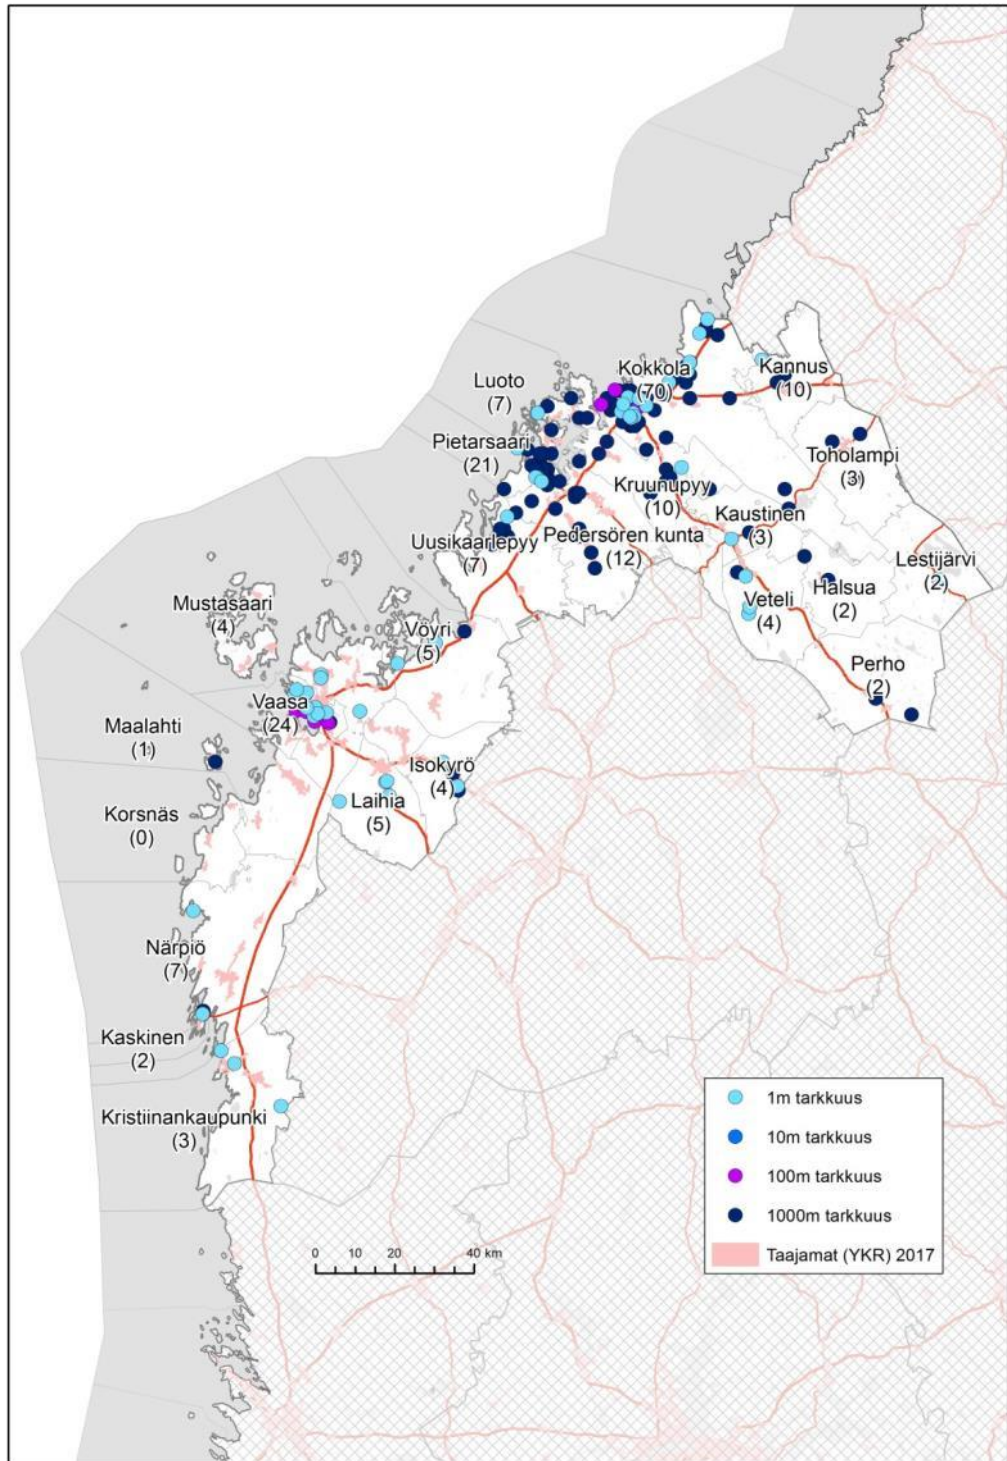 Kokkola
(70)
Kannus
(10)
Luoto
(7)
Pietarsaari
(21)
Toholampi
(3)
Kruunupyy
(10)
Kaustinen
(3)
Uusikaarlepyy
(7)
Pedersören kunta
(12)
Lestijärvi
(2)
Halsua
(2)
Veteli
(4)
Mustasaari
(4)
Vöyri
(5)
Perho
(2)
Vaasa
(24)
Maalahti
(1)
Isokyrö
(4)
Laihia
(5)
Korsnäs
(0)
Närpiö
(7)
Kaskinen
(2)
Kristiinankaupunki
(3)
1m tarkkuus
10m tarkkuus
100m tarkkuus
1000m tarkkuus
Taajamat (YKR) 2017
0 10 20 40 km